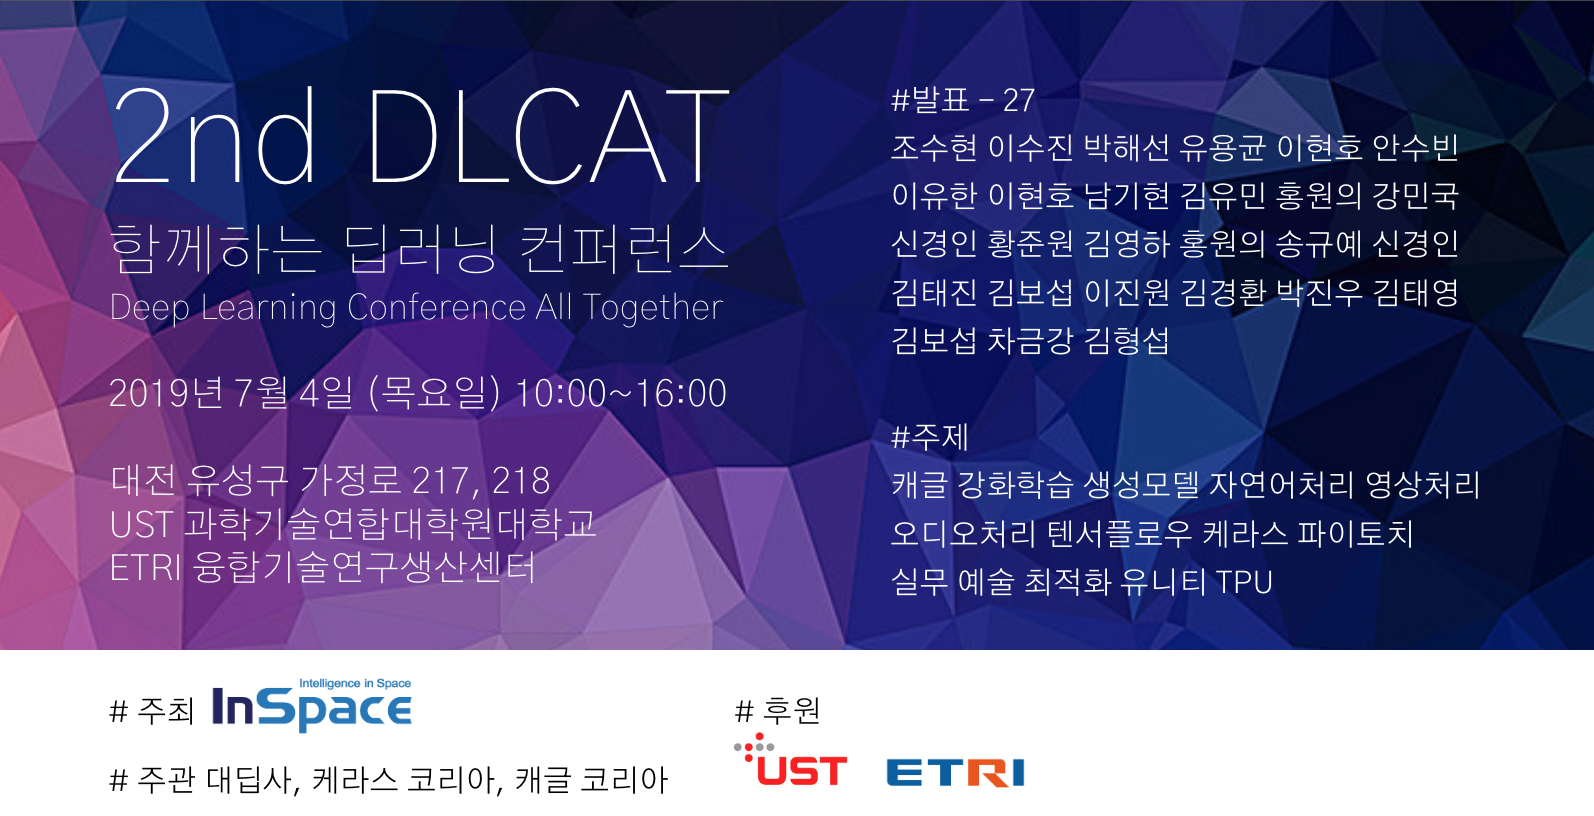 2nd DLCAT
함께하는 딥러닝 컨퍼런스
Deep Learning Conference All Together
2019년 7월 4일 (목요일) 10:00~16:00
대전 유성구 가정로 217, 218
UST 과학기술연합대학원대학교
ETRI 융합기술연구생산센터
#발표 – 27
조수현 이수진 박해선 유용균 이현호 안수빈
이유한 이현호 남기현 김유민 홍원의 강민국
신경인 황준원 김영하 홍원의 송규예 신경인
김태진 김보섭 이진원 김경환 박진우 김태영
김보섭 차금강 김형섭
#주제
캐글 강화학습 생성모델 자연어처리 영상처리
오디오처리 텐서플로우 케라스 파이토치
실무 예술 최적화 유니티 TPU
# 주최
Intelligence in Space
InSpace
# 주관 대딥사, 케라스 코리아, 캐글 코리아
# 후원
UST
ETRI